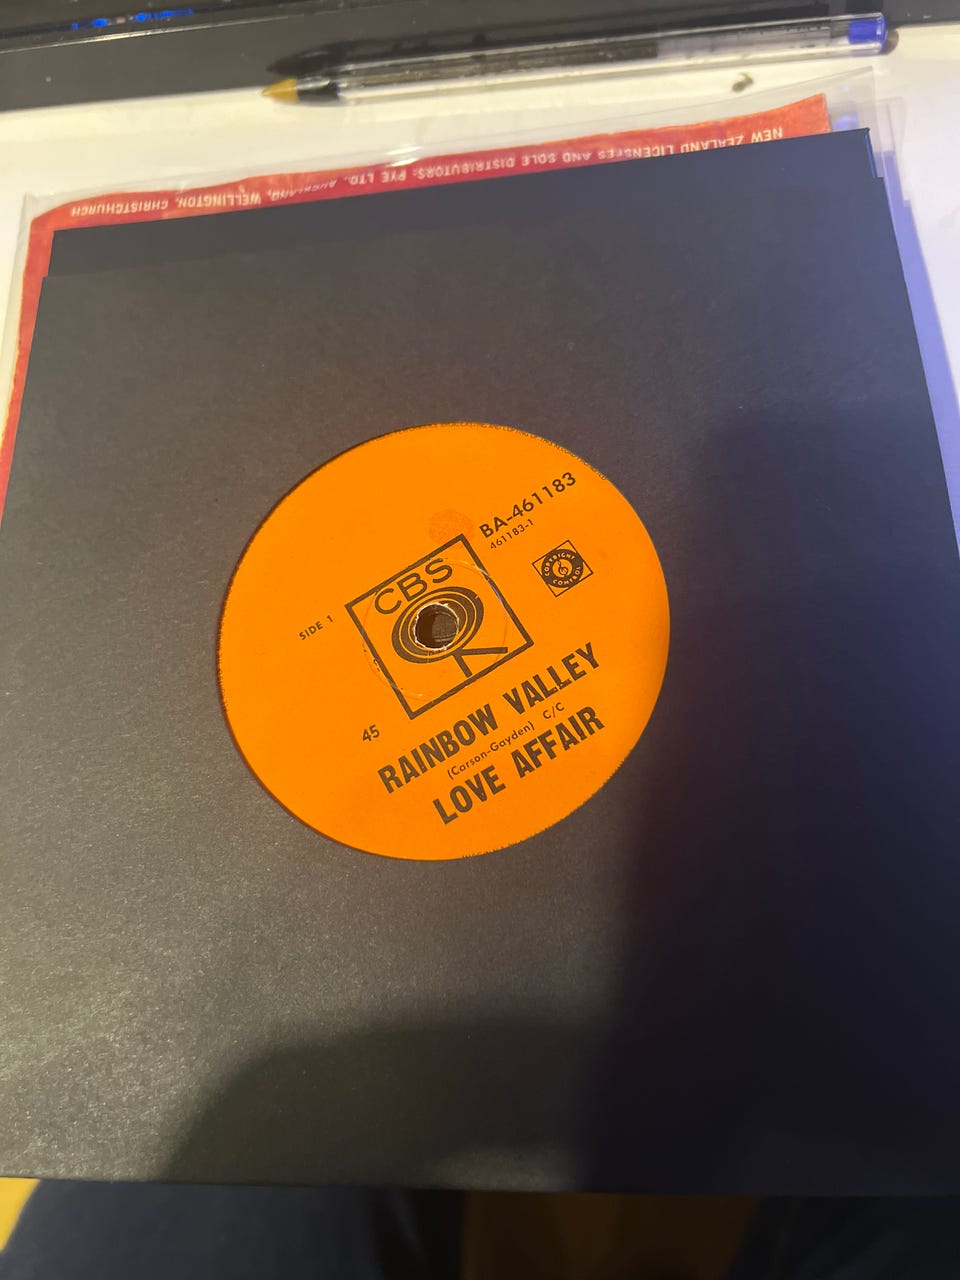 NEW ZEALAND LICENSEES AND SOLE DISTRIBUTORS: PYE LTD. AUCKLAND, WELLINGTON, CHRISTCHURCH
BA-461183
461183-1
CBS
COPYRIGHT
CONTROL
SIDE 1
45
RAINBOW VALLEY
(Carson-Gayden) C/C
LOVE AFFAIR